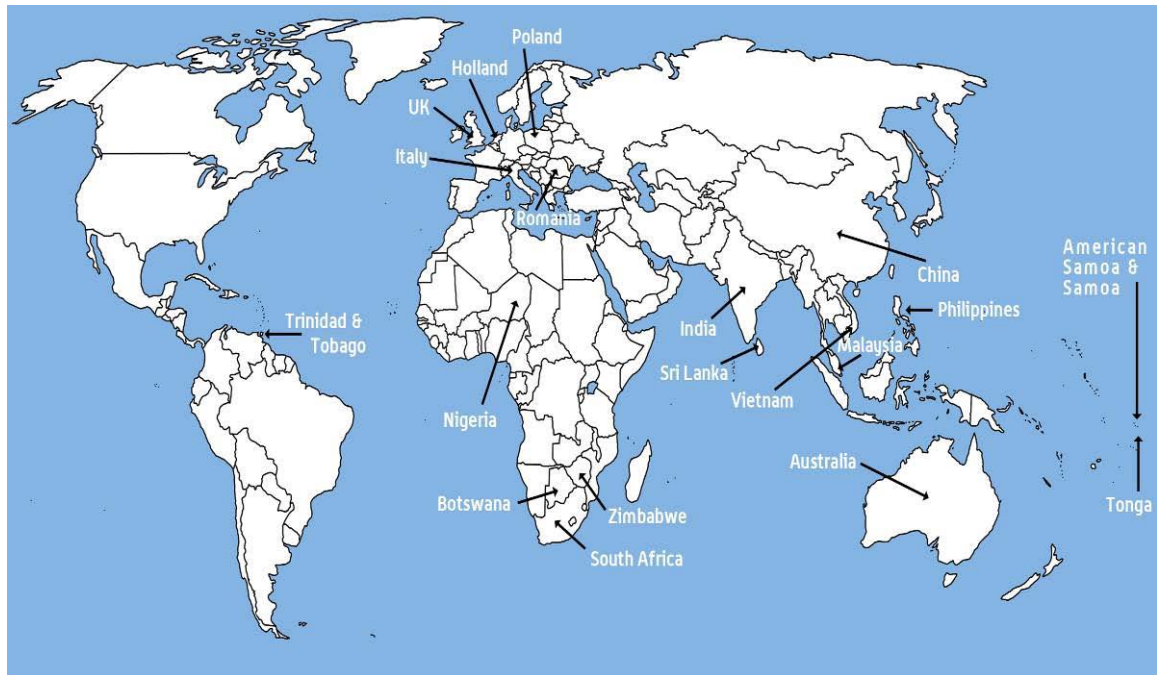 Poland
Holland
UK
Italy
Romania
American
Samoa &
Samoa
China
Philippines
Trinidad &
Tobago
India
Malaysia
Sri Lanka
Vietnam
Nigeria
Australia
Botswana
Zimbabwe
Tonga
South Africa